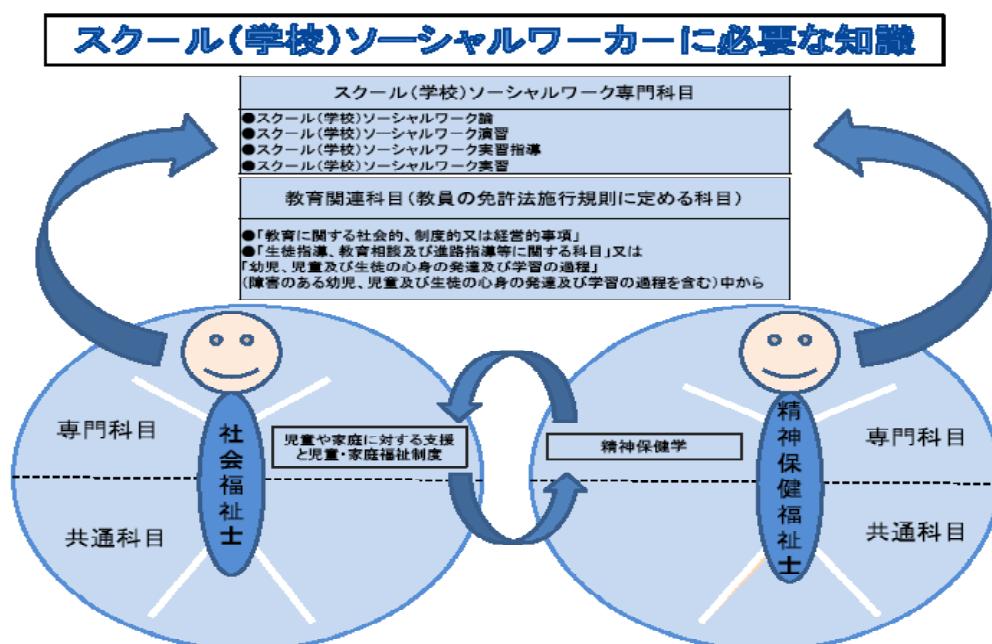 スクール(学校)ソーシャルワーカーに必要な知識
スクール(学校)ソーシャルワーク専門科目
●スクール(学校)ソーシャルワーク論
●スクール(学校)ソーシャルワーク演習
●スクール(学校)ソーシャルワーク実習指導
●スクール(学校)ソーシャルワーク実習
教育関連科目(教員の免許法施行規則に定める科目)
●「教育に関する社会的、制度的又は経営的事項」
●「生徒指導、教育相談及び進路指導等に関する科目」又は
「幼児、児童及び生徒の心身の発達及び学習の過程」
(障害のある幼児、児童及び生徒の心身の発達及び学習の過程を含む)中から
専門科目
共通科目
社会福祉士
児童や家庭に対する支援
と児童・家庭福祉制度
精神保健学
精神保健福祉士
専門科目
共通科目